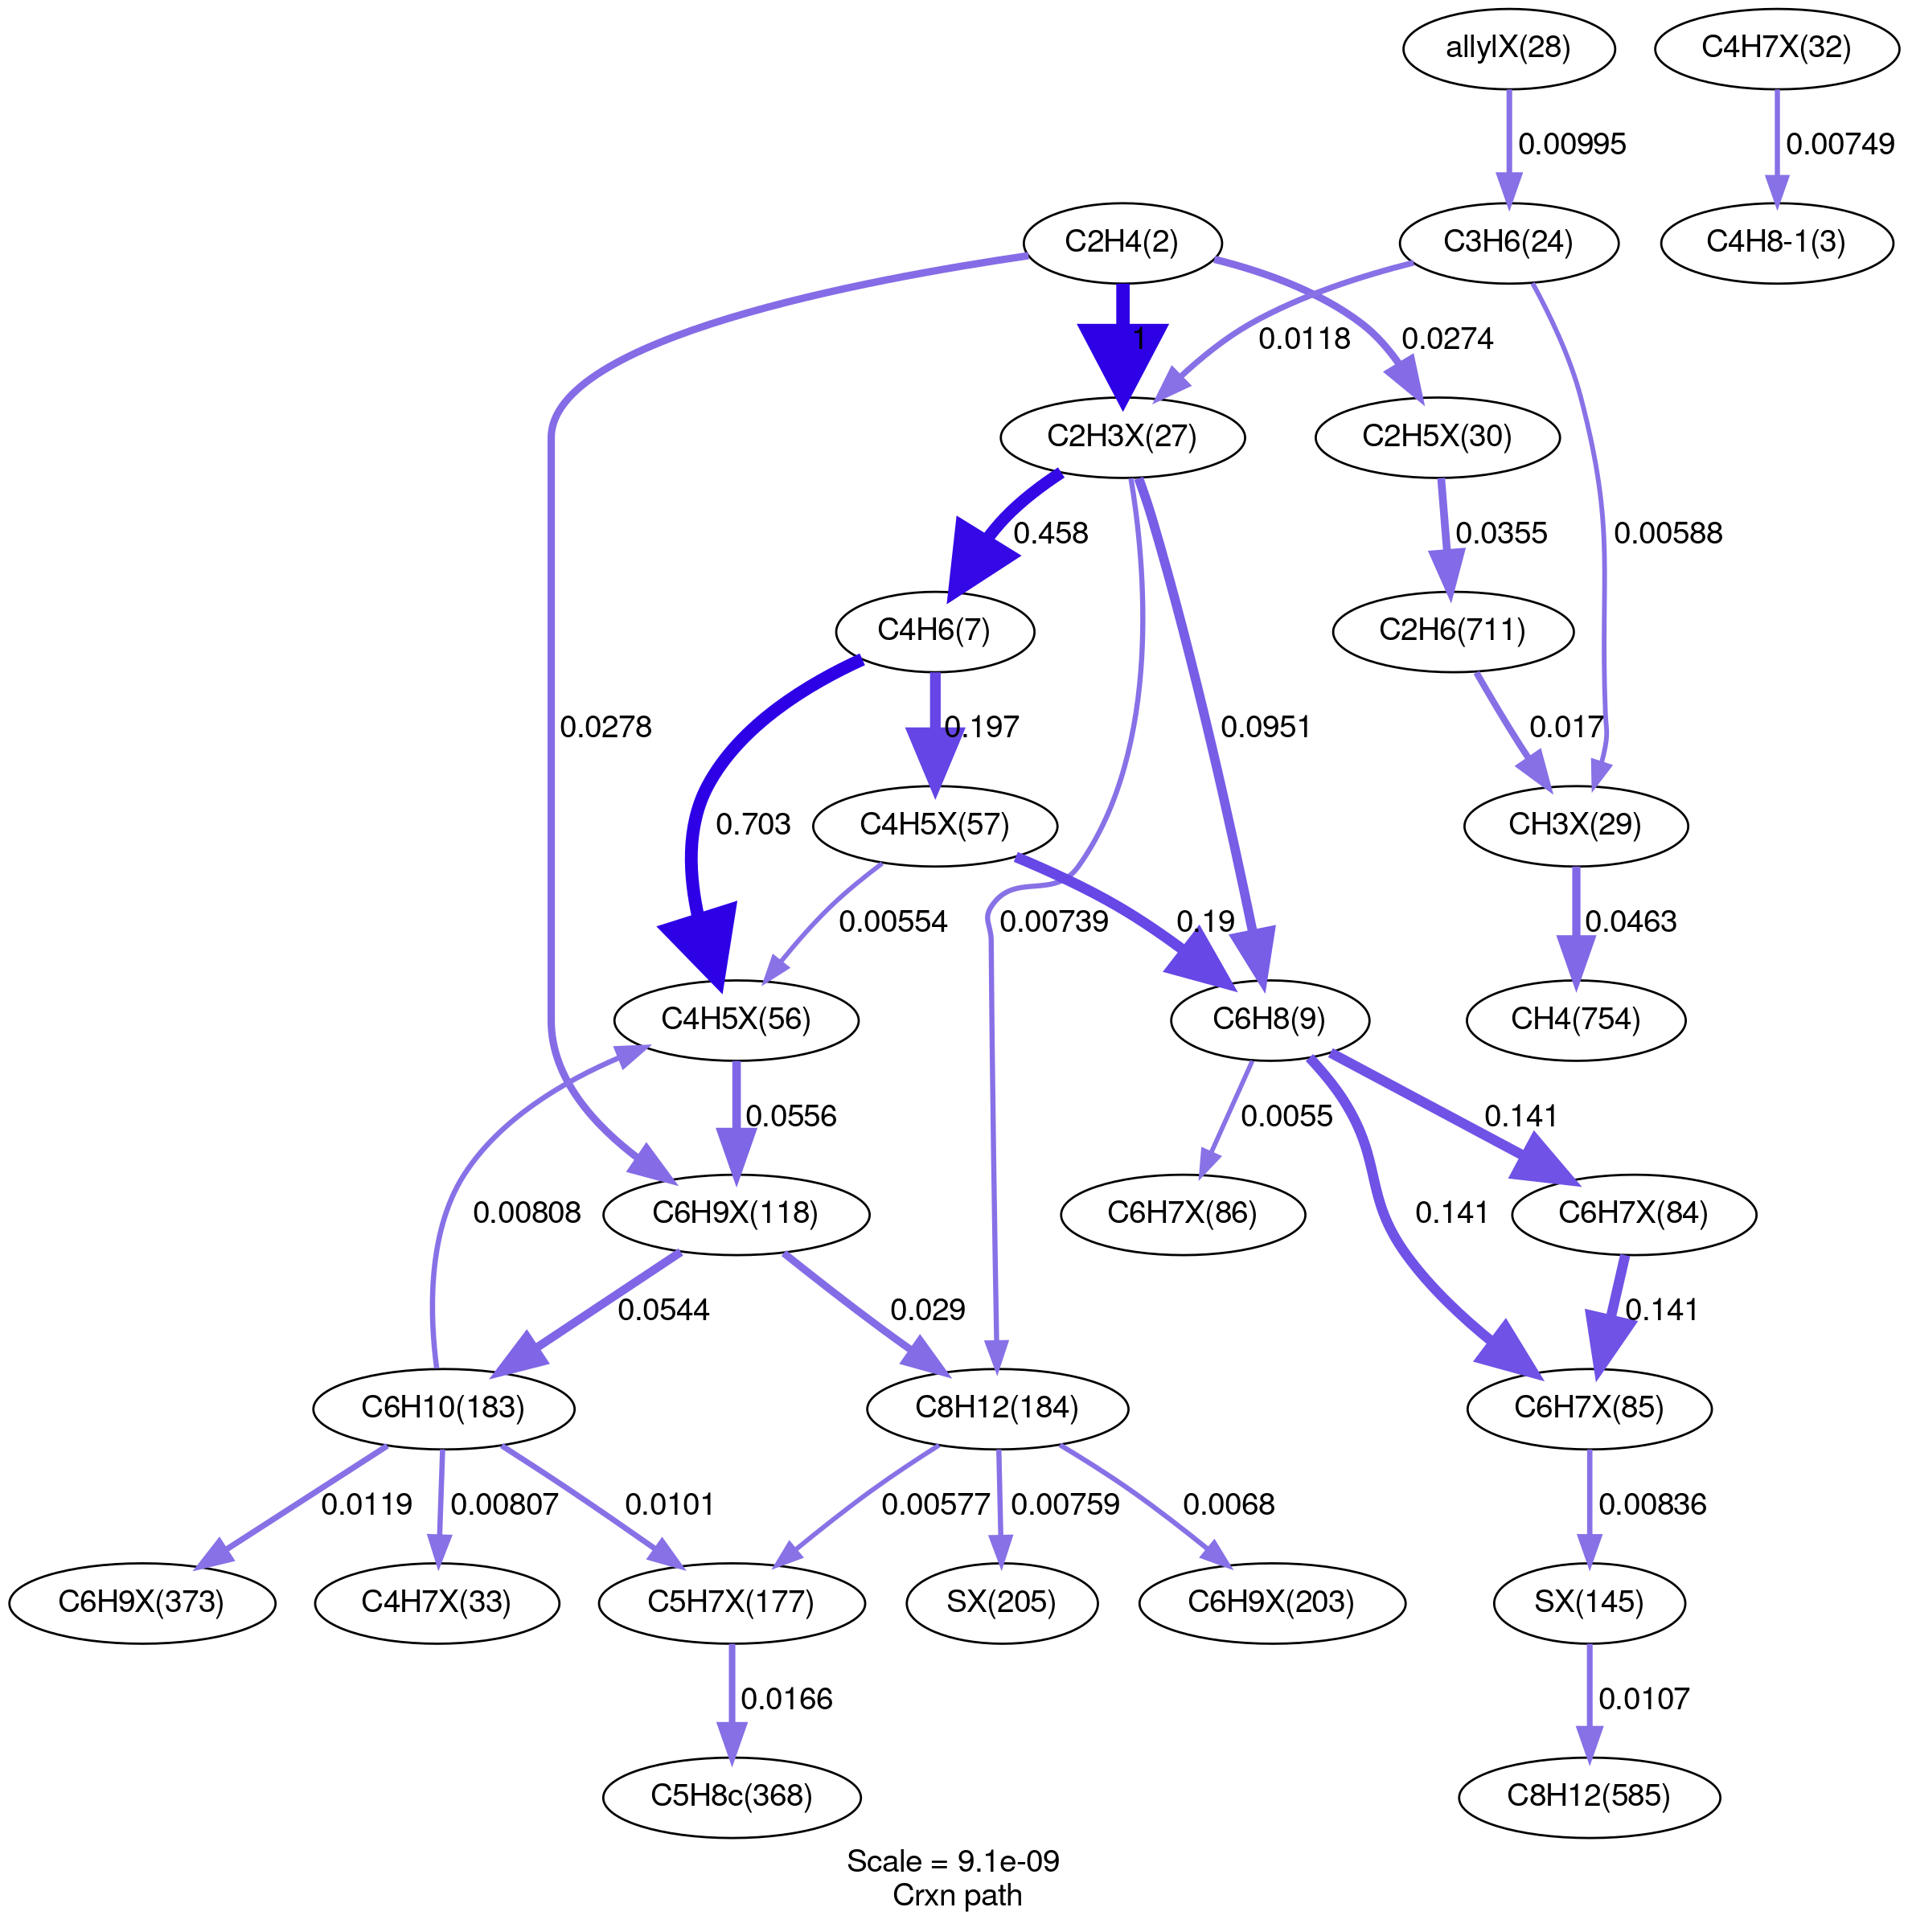 allylX(28)
C4H7X(32)
0.00995
0.00749
C2H4(2)
C3H6(24)
C4H8-1(3)
1
0.0118
0.0274
C2H3X(27)
C2H5X(30)
0.458
0.0355
0.00588
C4H6(7)
C2H6(711)
0.0278
0.197
0.0951
0.017
0.703
C4H5X(57)
CH3X(29)
0.00554
0.00739
0.19
0.0463
C4H5X(56)
C6H8(9)
CH4(754)
0.0556
0.0055
0.141
0.00808
C6H9X(118)
C6H7X(86)
0.141
C6H7X(84)
0.0544
0.029
0.141
C6H10(183)
C8H12(184)
C6H7X(85)
0.0119
0.00807
0.0101
0.00577
0.00759
0.0068
0.00836
C6H9X(373)
C4H7X(33)
C5H7X(177)
SX(205)
C6H9X(203)
SX(145)
0.0166
0.0107
C5H8c(368)
C8H12(585)
Scale = 9.1e-09
Crxn path